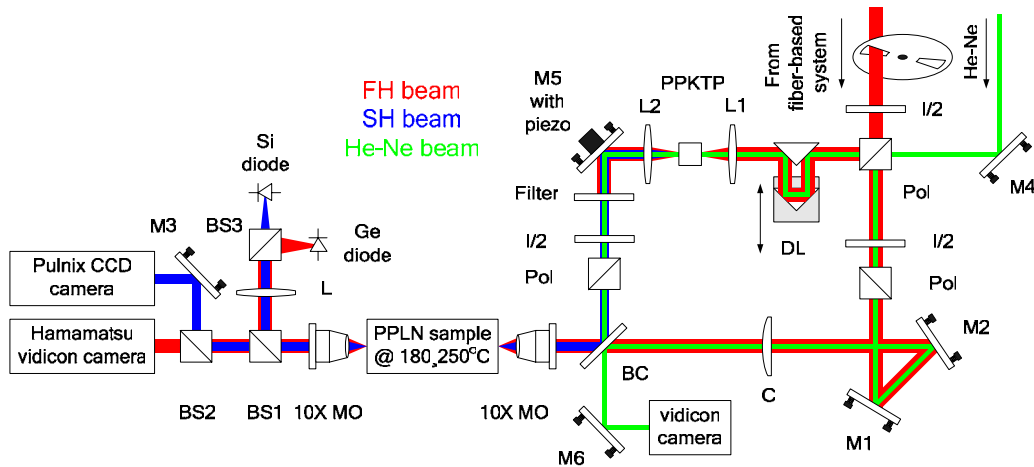 FH beam
SH beam
He-Ne beam
Si
diode
M3
BS3
Ge
diode
L
Pulnix CCD
camera
Hamamatsu
vidicon camera
BS2
BS1
10X MO
PPLN sample
@ 180¸250°C
10X MO
M5
with
piezo
L2
PPKTP
L1
From
fiber-based
system
He-Ne
l/2
M4
Pol
DL
Filter
l/2
Pol
l/2
Pol
M2
BC
C
M1
M6
vidicon
camera